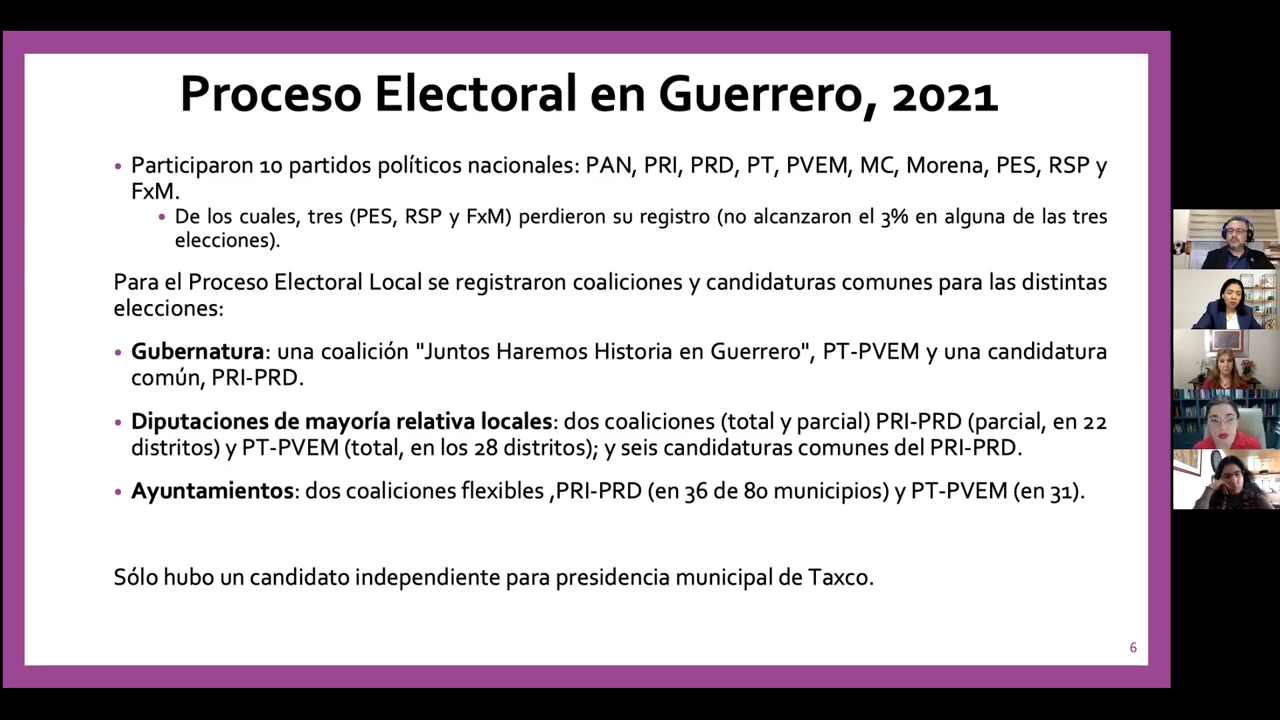 Proceso Electoral en Guerrero, 2021
• Participaron 10 partidos políticos nacionales: PAN, PRI, PRD, PT, PVEM, MC, Morena, PES, RSP y
FxM.
• De los cuales, tres (PES, RSP y FxM) perdieron su registro (no alcanzaron el 3% en alguna de las tres
elecciones).
Para el Proceso Electoral Local se registraron coaliciones y candidaturas comunes para las distintas
elecciones:
• Gubernatura: una coalición "Juntos Haremos Historia en Guerrero", PT-PVEM y una candidatura
común, PRI-PRD.
• Diputaciones de mayoría relativa locales: dos coaliciones (total y parcial) PRI-PRD (parcial, en 22
distritos) y PT-PVEM (total, en los 28 distritos); y seis candidaturas comunes del PRI-PRD.
• Ayuntamientos: dos coaliciones flexibles ,PRI-PRD (en 36 de 80 municipios) y PT-PVEM (en 31).
Sólo hubo un candidato independiente para presidencia municipal de Taxco.
6